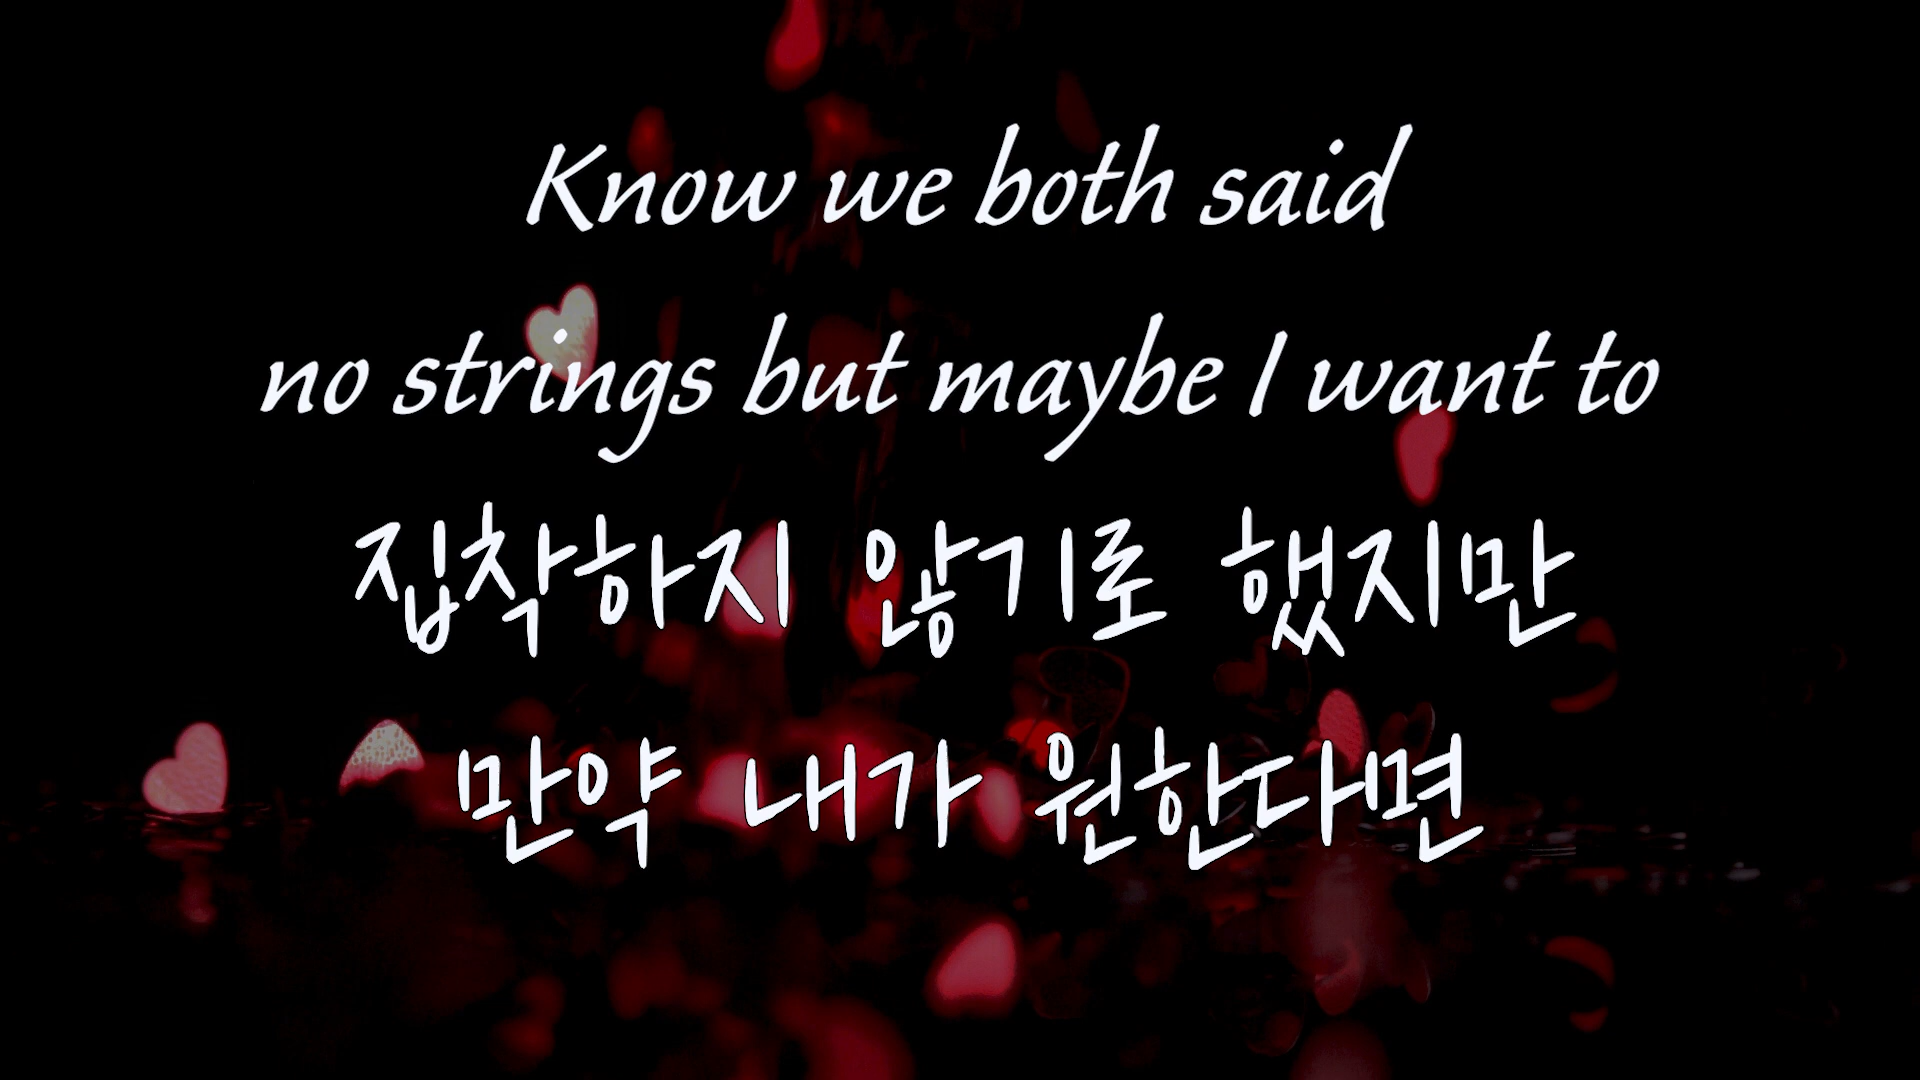 Know we both said
no strings but maybe I want to
집착하지 않기로 했지만
만약 내가 원한다면